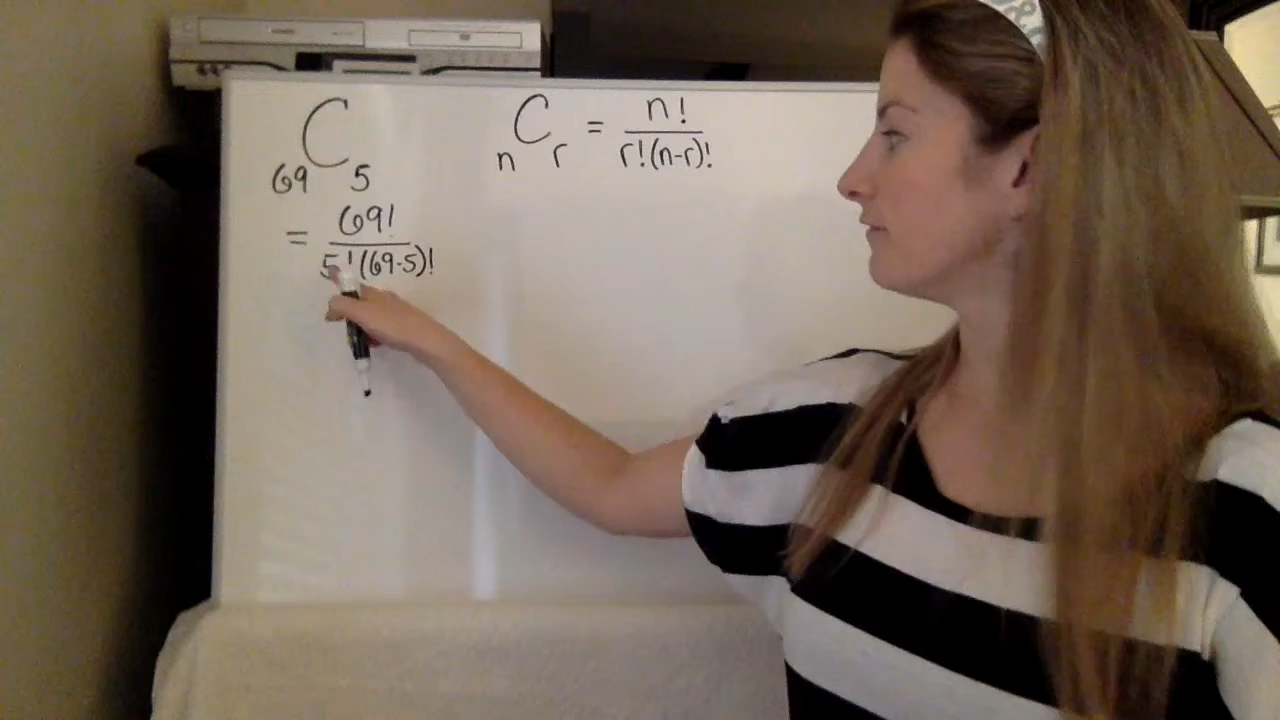 ₆₉C₅
= 69! / 5!(69-5)!
nCr = n! / r!(n-r)!